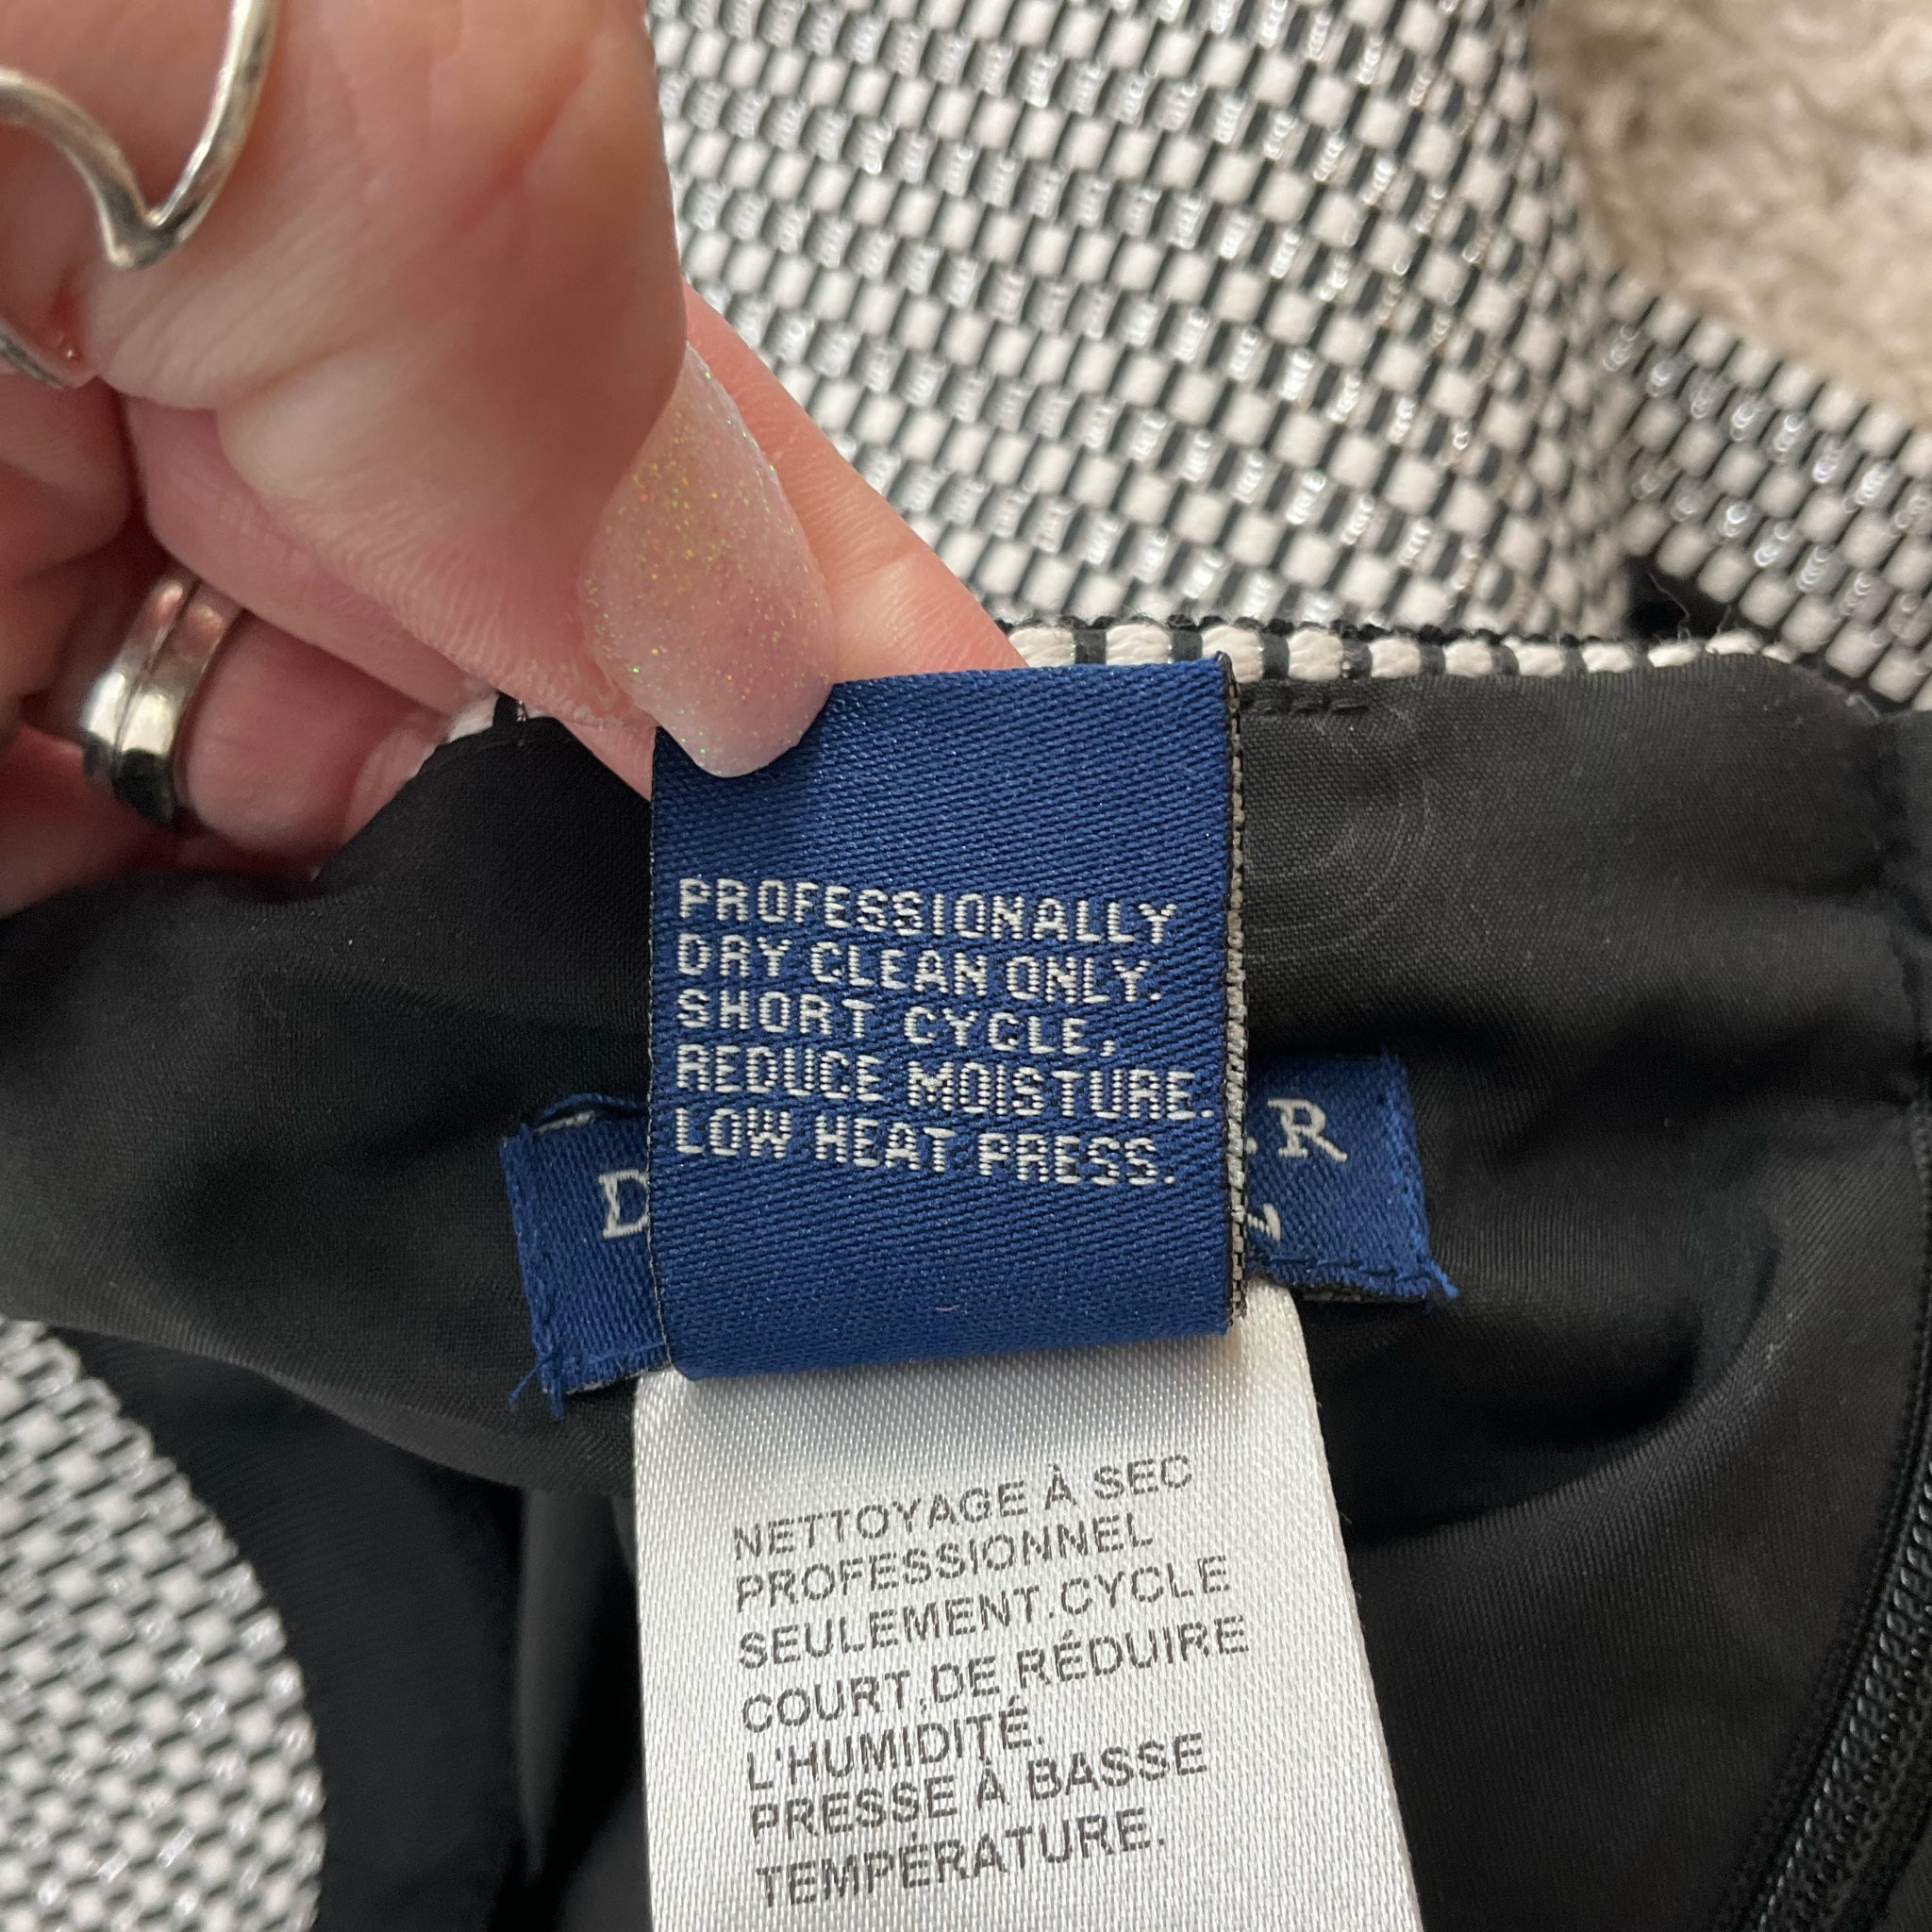 PROFESSIONALLY
DRY CLEAN ONLY.
SHORT CYCLE,
REDUCE MOISTURE.
LOW HEAT PRESS.
NETTOYAGE À SEC
PROFESSIONNEL
SEULEMENT.CYCLE
COURT,DE RÉDUIRE
L'HUMIDITÉ.
PRESSE À BASSE
TEMPÉRATURE.